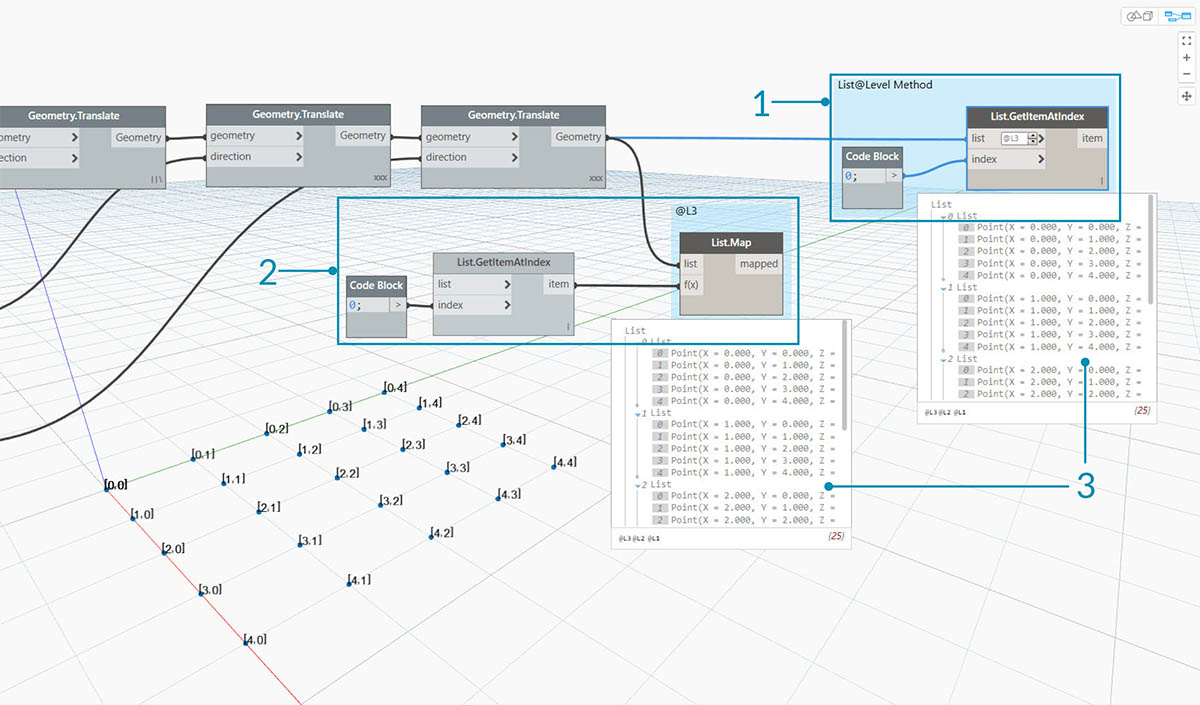 1
List@Level Method
Geometry.Translate
Geometry
Geometry.Translate
geometry
Geometry
direction
xxx
Geometry.Translate
geometry
Geometry
direction
xxx
List.GetItemAtIndex
list
@L3
item
index
Code Block
0;
>
2
@L3
List.Map
list
mapped
f(x)
List.GetItemAtIndex
list
item
index
Code Block
0;
>
List
0 List
0 Point(X = 0.000, Y = 0.000, Z =
1 Point(X = 0.000, Y = 1.000, Z =
2 Point(X = 0.000, Y = 2.000, Z =
3 Point(X = 0.000, Y = 3.000, Z =
4 Point(X = 0.000, Y = 4.000, Z =
1 List
0 Point(X = 1.000, Y = 0.000, Z =
1 Point(X = 1.000, Y = 1.000, Z =
2 Point(X = 1.000, Y = 2.000, Z =
3 Point(X = 1.000, Y = 3.000, Z =
4 Point(X = 1.000, Y = 4.000, Z =
2 List
0 Point(X = 2.000, Y = 0.000, Z =
1 Point(X = 2.000, Y = 1.000, Z =
2 Point(X = 2.000, Y = 2.000, Z =
@L3 @L2 @L1
{25}
List
0 List
0 Point(X = 0.000, Y = 0.000, Z =
1 Point(X = 0.000, Y = 1.000, Z =
2 Point(X = 0.000, Y = 2.000, Z =
3 Point(X = 0.000, Y = 3.000, Z =
4 Point(X = 0.000, Y = 4.000, Z =
1 List
0 Point(X = 1.000, Y = 0.000, Z =
1 Point(X = 1.000, Y = 1.000, Z =
2 Point(X = 1.000, Y = 2.000, Z =
3 Point(X = 1.000, Y = 3.000, Z =
4 Point(X = 1.000, Y = 4.000, Z =
2 List
0 Point(X = 2.000, Y = 0.000, Z =
1 Point(X = 2.000, Y = 1.000, Z =
2 Point(X = 2.000, Y = 2.000, Z =
@L3 @L2 @L1
{25}
3
[0,4]
[1,4]
[0,3]
[2,4]
[1,3]
[0,2]
[3,4]
[2,3]
[1,2]
[0,1]
[4,4]
[3,3]
[2,2]
[1,1]
[0,0]
[4,3]
[3,2]
[2,1]
[1,0]
[4,2]
[3,1]
[2,0]
[4,1]
[3,0]
[4,0]